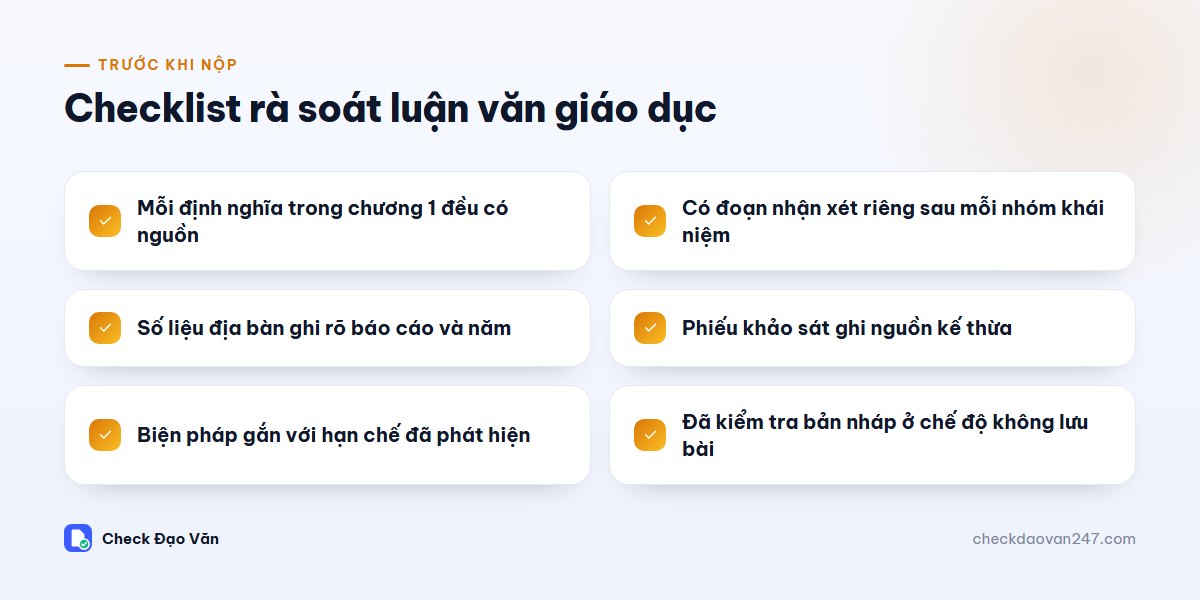 TRƯỚC KHI NỘP
Checklist rà soát luận văn giáo dục
Mỗi định nghĩa trong chương 1 đều có
nguồn
Có đoạn nhận xét riêng sau mỗi nhóm khái
niệm
Số liệu địa bàn ghi rõ báo cáo và năm
Phiếu khảo sát ghi nguồn kế thừa
Biện pháp gắn với hạn chế đã phát hiện
Đã kiểm tra bản nháp ở chế độ không lưu
bài
Check Đạo Văn
checkdaovan247.com